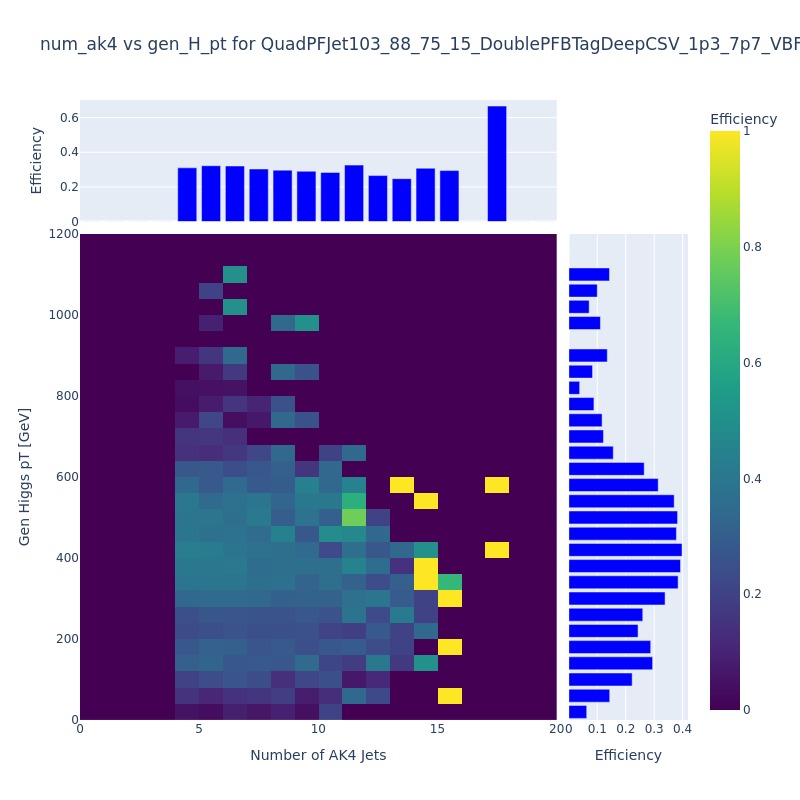 num_ak4 vs gen_H_pt for QuadPFJet103_88_75_15_DoublePFBTagDeepCSV_1p3_7p7_VBF
Efficiency
0.6
0.4
0.2
0
Efficiency
1
0.8
0.6
0.4
0.2
0
Gen Higgs pT [GeV]
1200
1000
800
600
400
200
0
0 5 10 15 20
0 0.1 0.2 0.3 0.4
Number of AK4 Jets
Efficiency